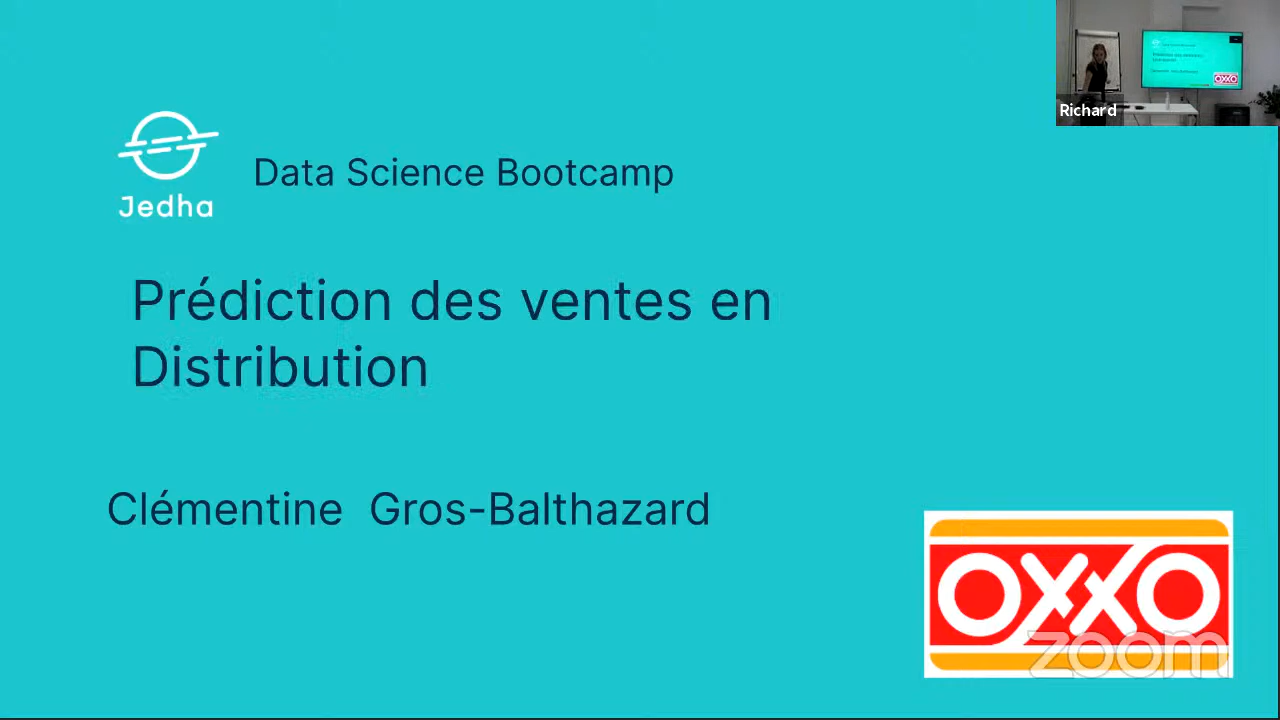 Richard
Jedha
Data Science Bootcamp
Prédiction des ventes en
Distribution
Clémentine Gros-Balthazard
OXXO
zoom